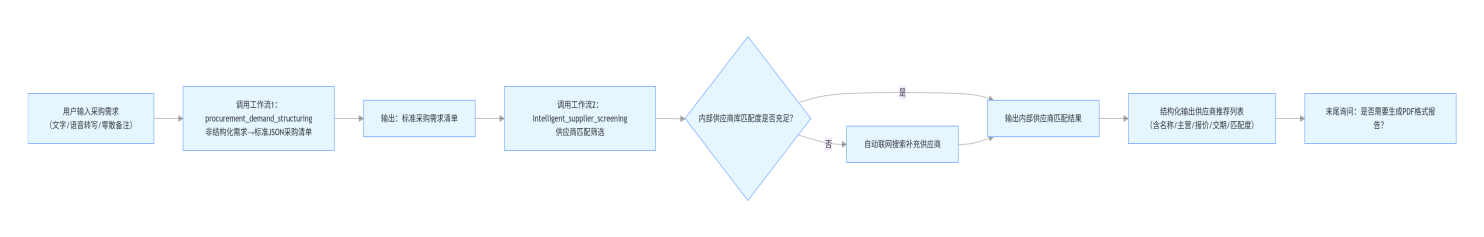 用户输入采购需求
（文字/语音转写/零散备注）
调用工作流1：
procurement_demand_structuring
非结构化需求→标准JSON采购清单
输出：标准采购需求清单
调用工作流2：
Intelligent_supplier_screening
供应商匹配筛选
内部供应商库匹配度是否充足？
是
否
自动联网搜索补充供应商
输出内部供应商匹配结果
结构化输出供应商推荐列表
（含名称/主营/报价/交期/匹配度）
末尾询问：是否需要生成PDF格式报
告？